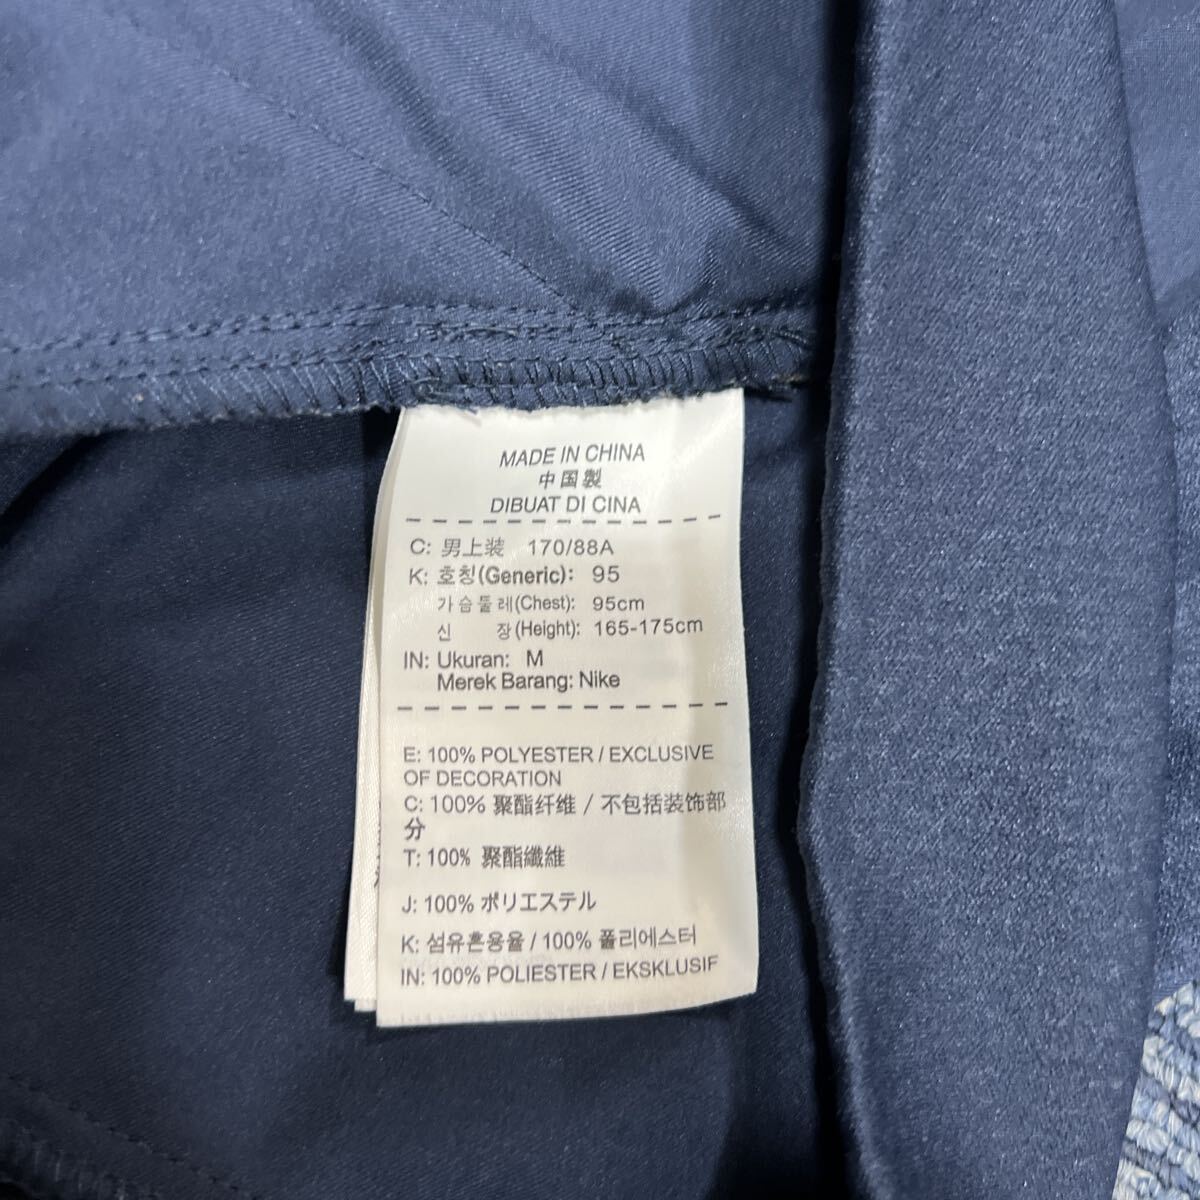 MADE IN CHINA
中国製
DIBUAT DI CINA
C: 男上装 170/88A
K: 호칭(Generic): 95
가슴둘레(Chest): 95cm
신 장(Height): 165-175cm
IN: Ukuran: M
Merek Barang: Nike
E: 100% POLYESTER / EXCLUSIVE
OF DECORATION
C: 100% 聚酯纤维 / 不包括装饰部
分
T: 100% 聚酯纖維
J: 100% ポリエステル
K: 섬유혼용율 / 100% 폴리에스터
IN: 100% POLIESTER / EKSKLUSIF